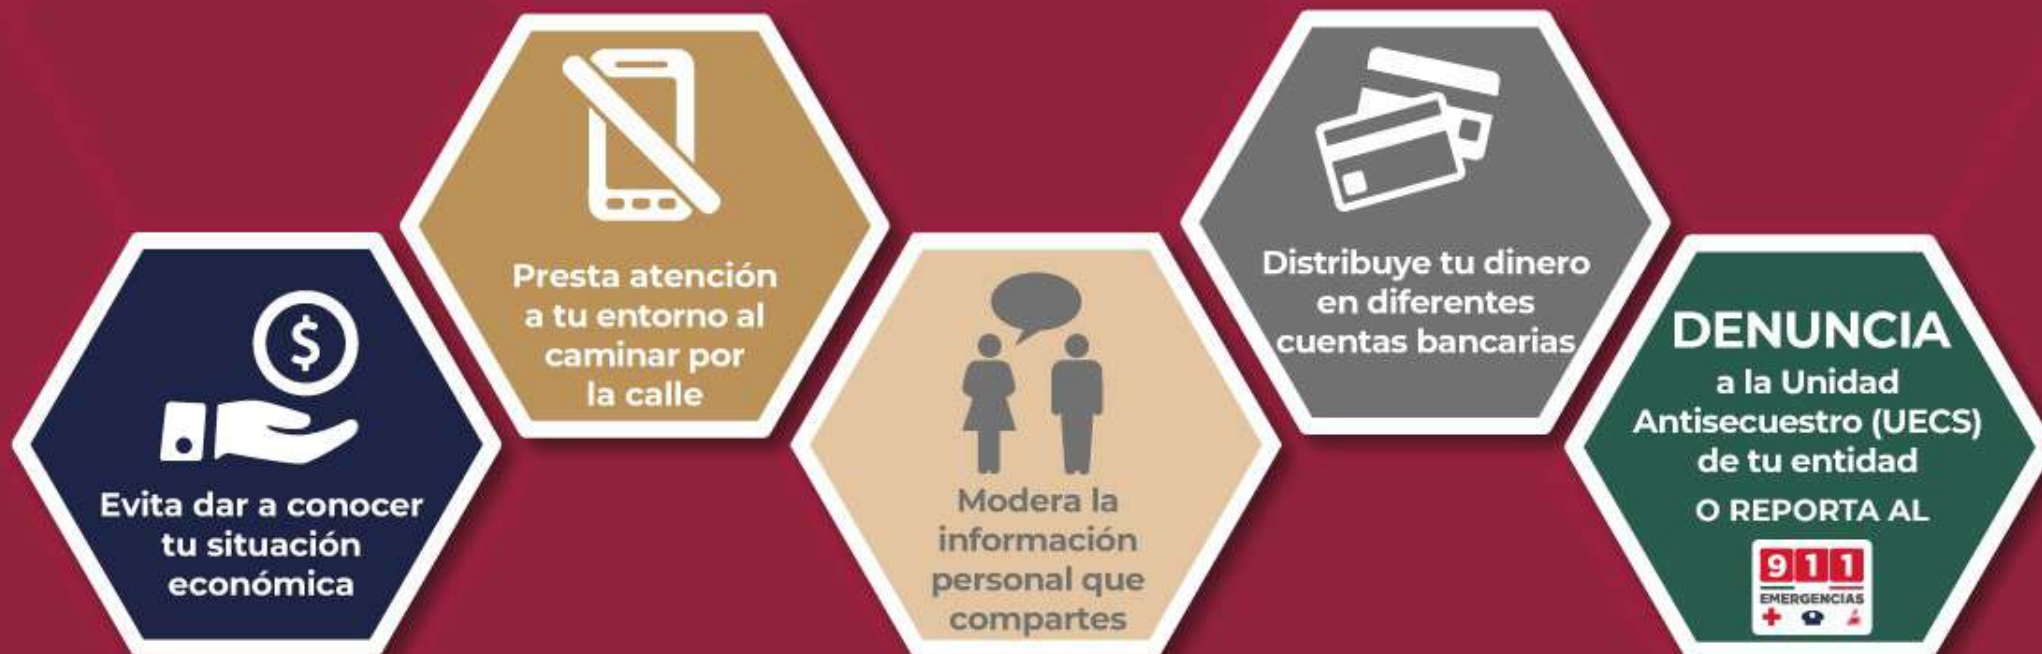 Evita dar a conocer
tu situación
económica
Presta atención
a tu entorno al
caminar por
la calle
Modera la
información
personal que
compartes
Distribuye tu dinero
en diferentes
cuentas bancarias
DENUNCIA
a la Unidad
Antisecuestro (UECS)
de tu entidad
O REPORTA AL
911
EMERGENCIAS